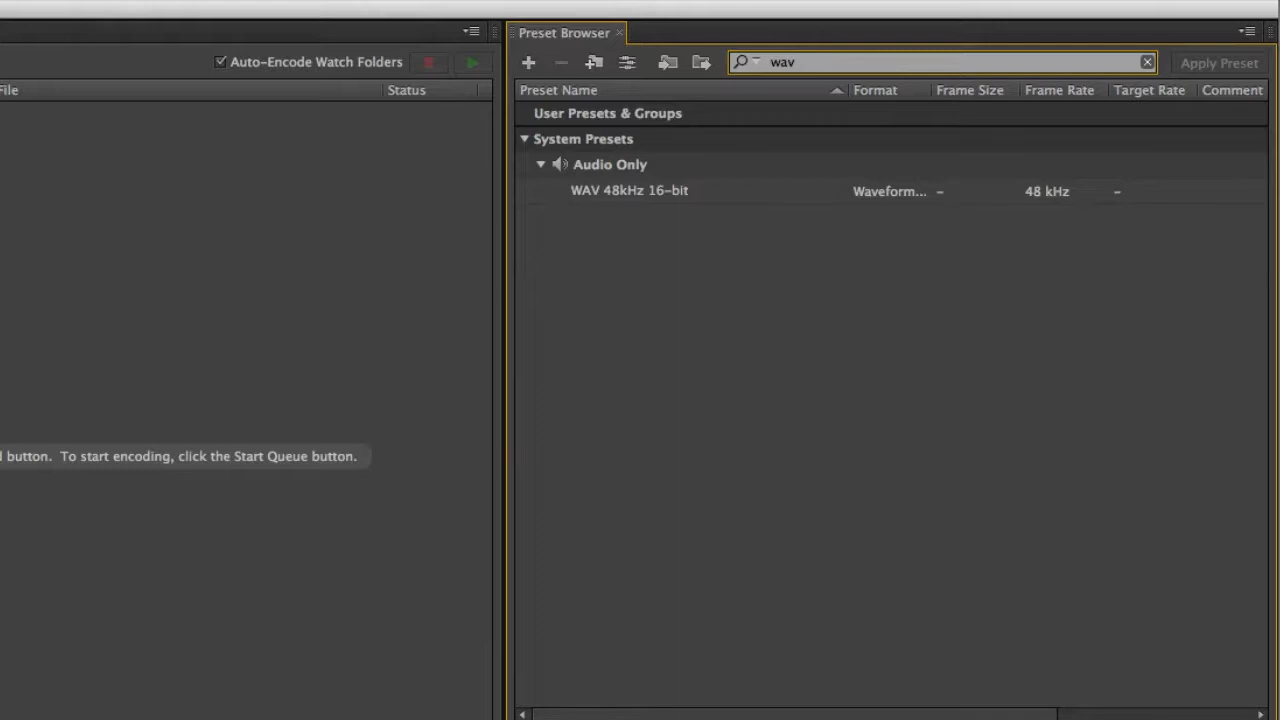 Preset Browser
Auto-Encode Watch Folders
wav
Apply Preset
File
Status
Preset Name
Format
Frame Size
Frame Rate
Target Rate
Comment
User Presets & Groups
System Presets
Audio Only
WAV 48kHz 16-bit
Waveform...
–
48 kHz
–
button. To start encoding, click the Start Queue button.